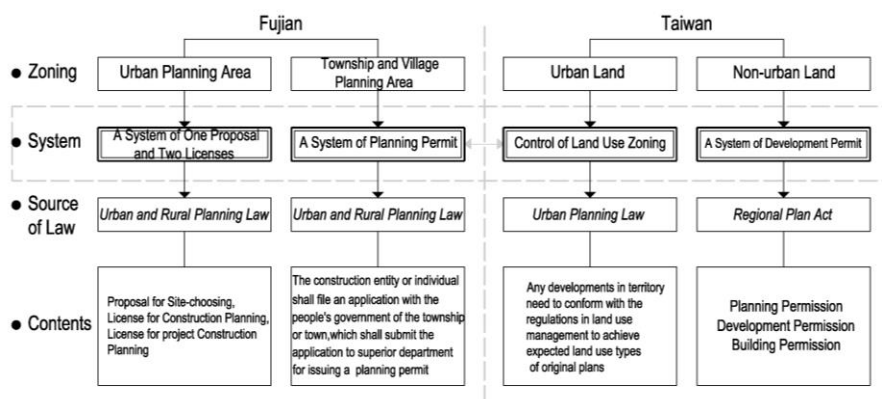 Fujian
Taiwan
● Zoning
Urban Planning Area
Township and Village
Planning Area
Urban Land
Non-urban Land
● System
A System of One Proposal
and Two Licenses
A System of Planning Permit
Control of Land Use Zoning
A System of Development Permit
● Source
of Law
Urban and Rural Planning Law
Urban and Rural Planning Law
Urban Planning Law
Regional Plan Act
● Contents
Proposal for Site-choosing,
License for Construction Planning,
License for project Construction
Planning
The construction entity or individual
shall file an application with the
people's government of the township
or town,which shall submit the
application to superior department
for issuing a planning permit
Any developments in territory
need to conform with the
regulations in land use
management to achieve
expected land use types
of original plans
Planning Permission
Development Permission
Building Permission